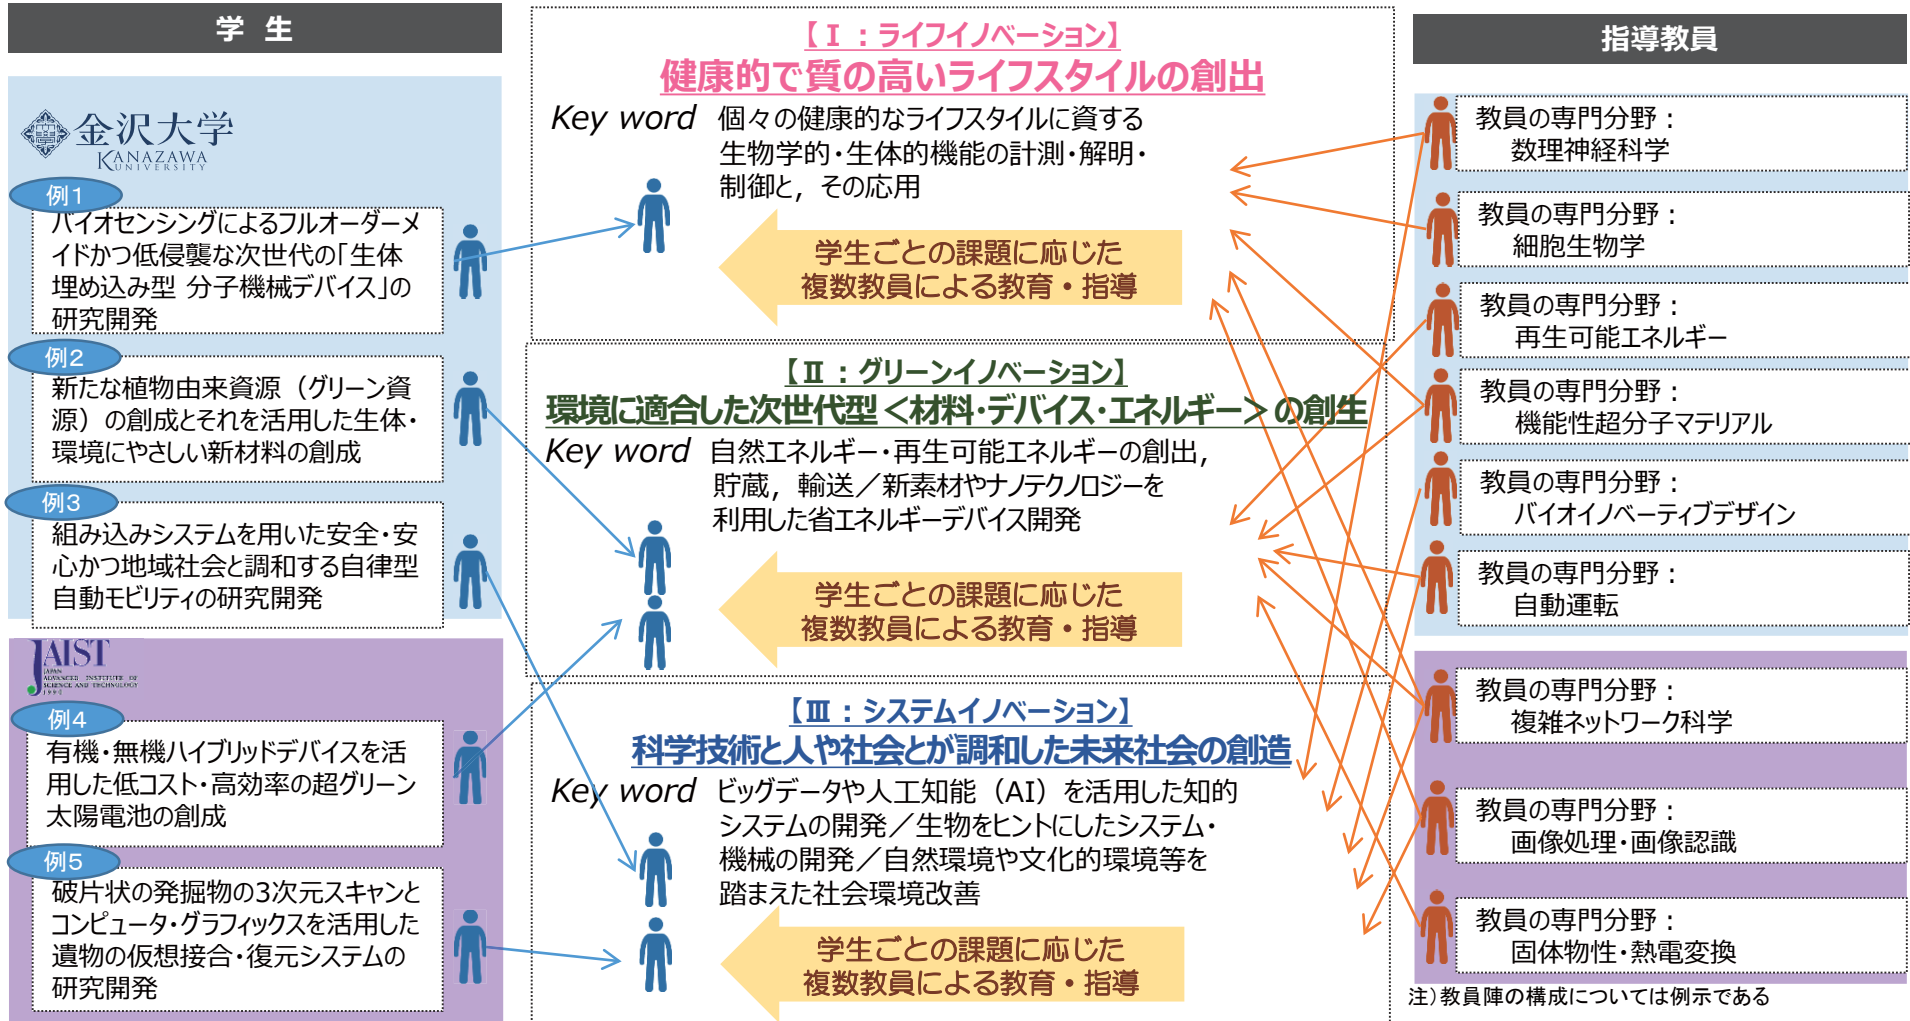 学 生
金沢大学
KANAZAWA
UNIVERSITY
例1
バイオセンシングによるフルオーダーメ
イドかつ低侵襲な次世代の「生体
埋め込み型 分子機械デバイス」の
研究開発
例2
新たな植物由来資源（グリーン資
源）の創成とそれを活用した生体・
環境にやさしい新材料の創成
例3
組み込みシステムを用いた安全・安
心かつ地域社会と調和する自律型
自動モビリティの研究開発
JAIST
JAPAN
ADVANCED INSTITUTE OF
SCIENCE AND TECHNOLOGY
1990
例4
有機・無機ハイブリッドデバイスを活
用した低コスト・高効率の超グリーン
太陽電池の創成
例5
破片状の発掘物の3次元スキャンと
コンピュータ・グラフィックスを活用した
遺物の仮想接合・復元システムの
研究開発
【Ⅰ：ライフイノベーション】
健康的で質の高いライフスタイルの創出
Key word 個々の健康的なライフスタイルに資する
生物学的・生体的機能の計測・解明・
制御と，その応用
学生ごとの課題に応じた
複数教員による教育・指導
【Ⅱ：グリーンイノベーション】
環境に適合した次世代型＜材料・デバイス・エネルギー＞の創生
Key word 自然エネルギー・再生可能エネルギーの創出，
貯蔵，輸送／新素材やナノテクノロジーを
利用した省エネルギーデバイス開発
学生ごとの課題に応じた
複数教員による教育・指導
【Ⅲ：システムイノベーション】
科学技術と人や社会とが調和した未来社会の創造
Key word ビッグデータや人工知能（AI）を活用した知的
システムの開発／生物をヒントにしたシステム・
機械の開発／自然環境や文化的環境等を
踏まえた社会環境改善
学生ごとの課題に応じた
複数教員による教育・指導
指導教員
教員の専門分野：
数理神経科学
教員の専門分野：
細胞生物学
教員の専門分野：
再生可能エネルギー
教員の専門分野：
機能性超分子マテリアル
教員の専門分野：
バイオイノベーティブデザイン
教員の専門分野：
自動運転
教員の専門分野：
複雑ネットワーク科学
教員の専門分野：
画像処理・画像認識
教員の専門分野：
固体物性・熱電変換
注）教員陣の構成については例示である